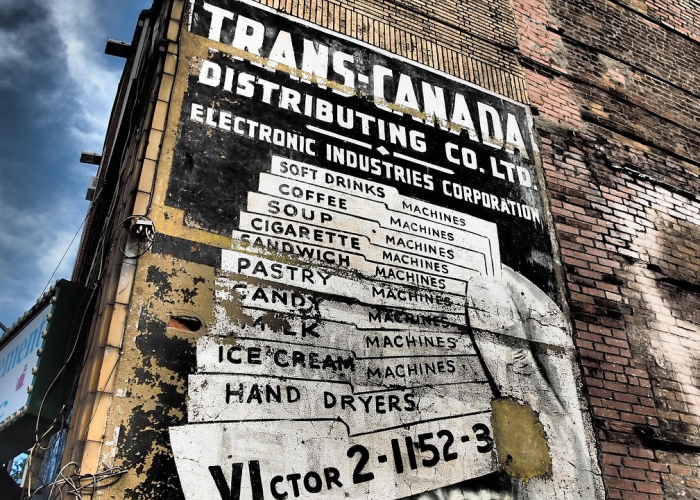 TRANS-CANADA
DISTRIBUTING CO. LTD.
ELECTRONIC INDUSTRIES CORPORATION
SOFT DRINKS MACHINES
COFFEE MACHINES
SOUP MACHINES
CIGARETTE MACHINES
SANDWICH MACHINES
PASTRY MACHINES
CANDY MACHINES
MILK MACHINES
ICE CREAM MACHINES
HAND DRYERS
VICTOR 2-1152-3